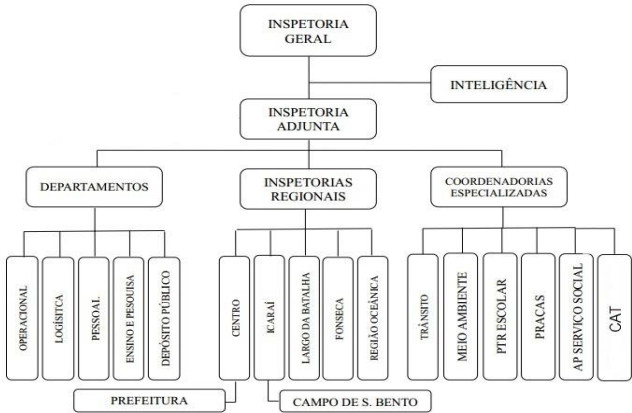 INSPETORIA
GERAL
INTELIGÊNCIA
INSPETORIA
ADJUNTA
DEPARTAMENTOS
INSPETORIAS
REGIONAIS
COORDENADORIAS
ESPECIALIZADAS
OPERACIONAL
LOGÍSITCA
PESSOAL
ENSINO E PESQUISA
DEPÓSITO PÚBLICO
CENTRO
ICARAÍ
LARGO DA BATALHA
FONSECA
REGIÃO OCEÂNICA
TRÂNSITO
MEIO AMBIENTE
PTR ESCOLAR
PRAÇAS
AP SERVIÇO SOCIAL
CAT
PREFEITURA
CAMPO DE S. BENTO